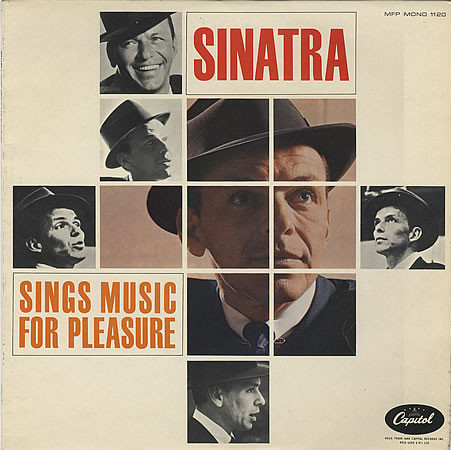 MFP MONO 1120
SINATRA
SINGS MUSIC
FOR PLEASURE
Capitol